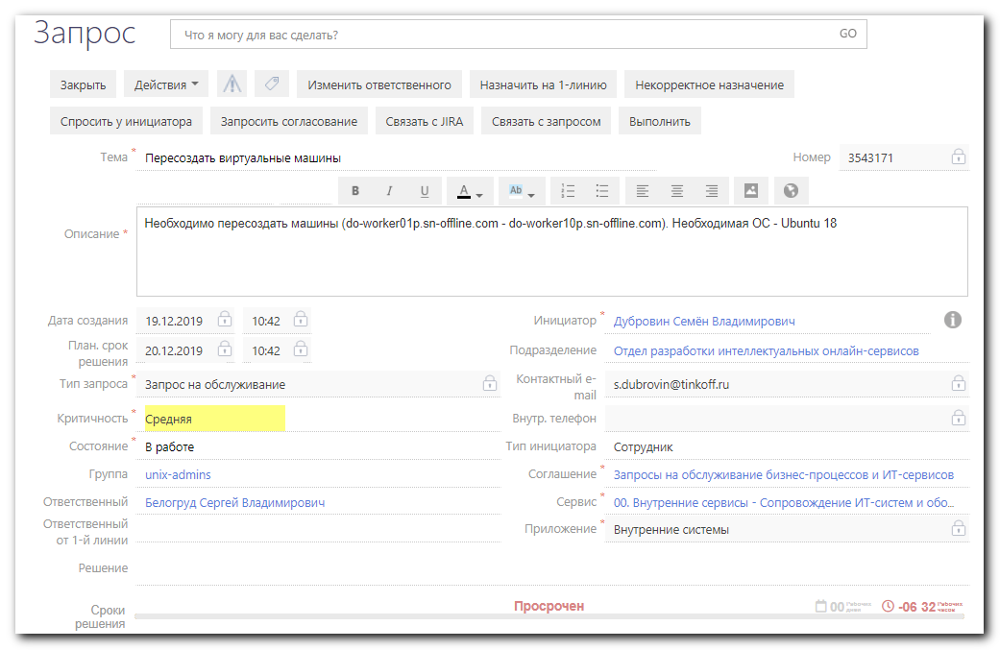 Запрос
Что я могу для вас сделать? GO
Закрыть Действия Изменить ответственного Назначить на 1-линию Некорректное назначение
Спросить у инициатора Запросить согласование Связать с JIRA Связать с запросом Выполнить
Тема * Пересоздать виртуальные машины Номер 3543171
B I U A Ab
Описание * Необходимо пересоздать машины (do-worker01p.sn-offline.com - do-worker10p.sn-offline.com). Необходимая ОС - Ubuntu 18
Дата создания 19.12.2019 10:42 Инициатор * Дубровин Семён Владимирович
План. срок решения 20.12.2019 10:42 Подразделение Отдел разработки интеллектуальных онлайн-сервисов
Тип запроса * Запрос на обслуживание Контактный e-mail s.dubrovin@tinkoff.ru
Критичность * Средняя Внутр. телефон
Состояние * В работе Тип инициатора Сотрудник
Группа unix-admins Соглашение * Запросы на обслуживание бизнес-процессов и ИТ-сервисов
Ответственный Белогруд Сергей Владимирович Сервис * 00. Внутренние сервисы - Сопровождение ИТ-систем и обо...
Ответственный от 1-й линии Приложение * Внутренние системы
Решение
Сроки решения Просрочен 00 Рабочих дней -06 32 Рабочих часов